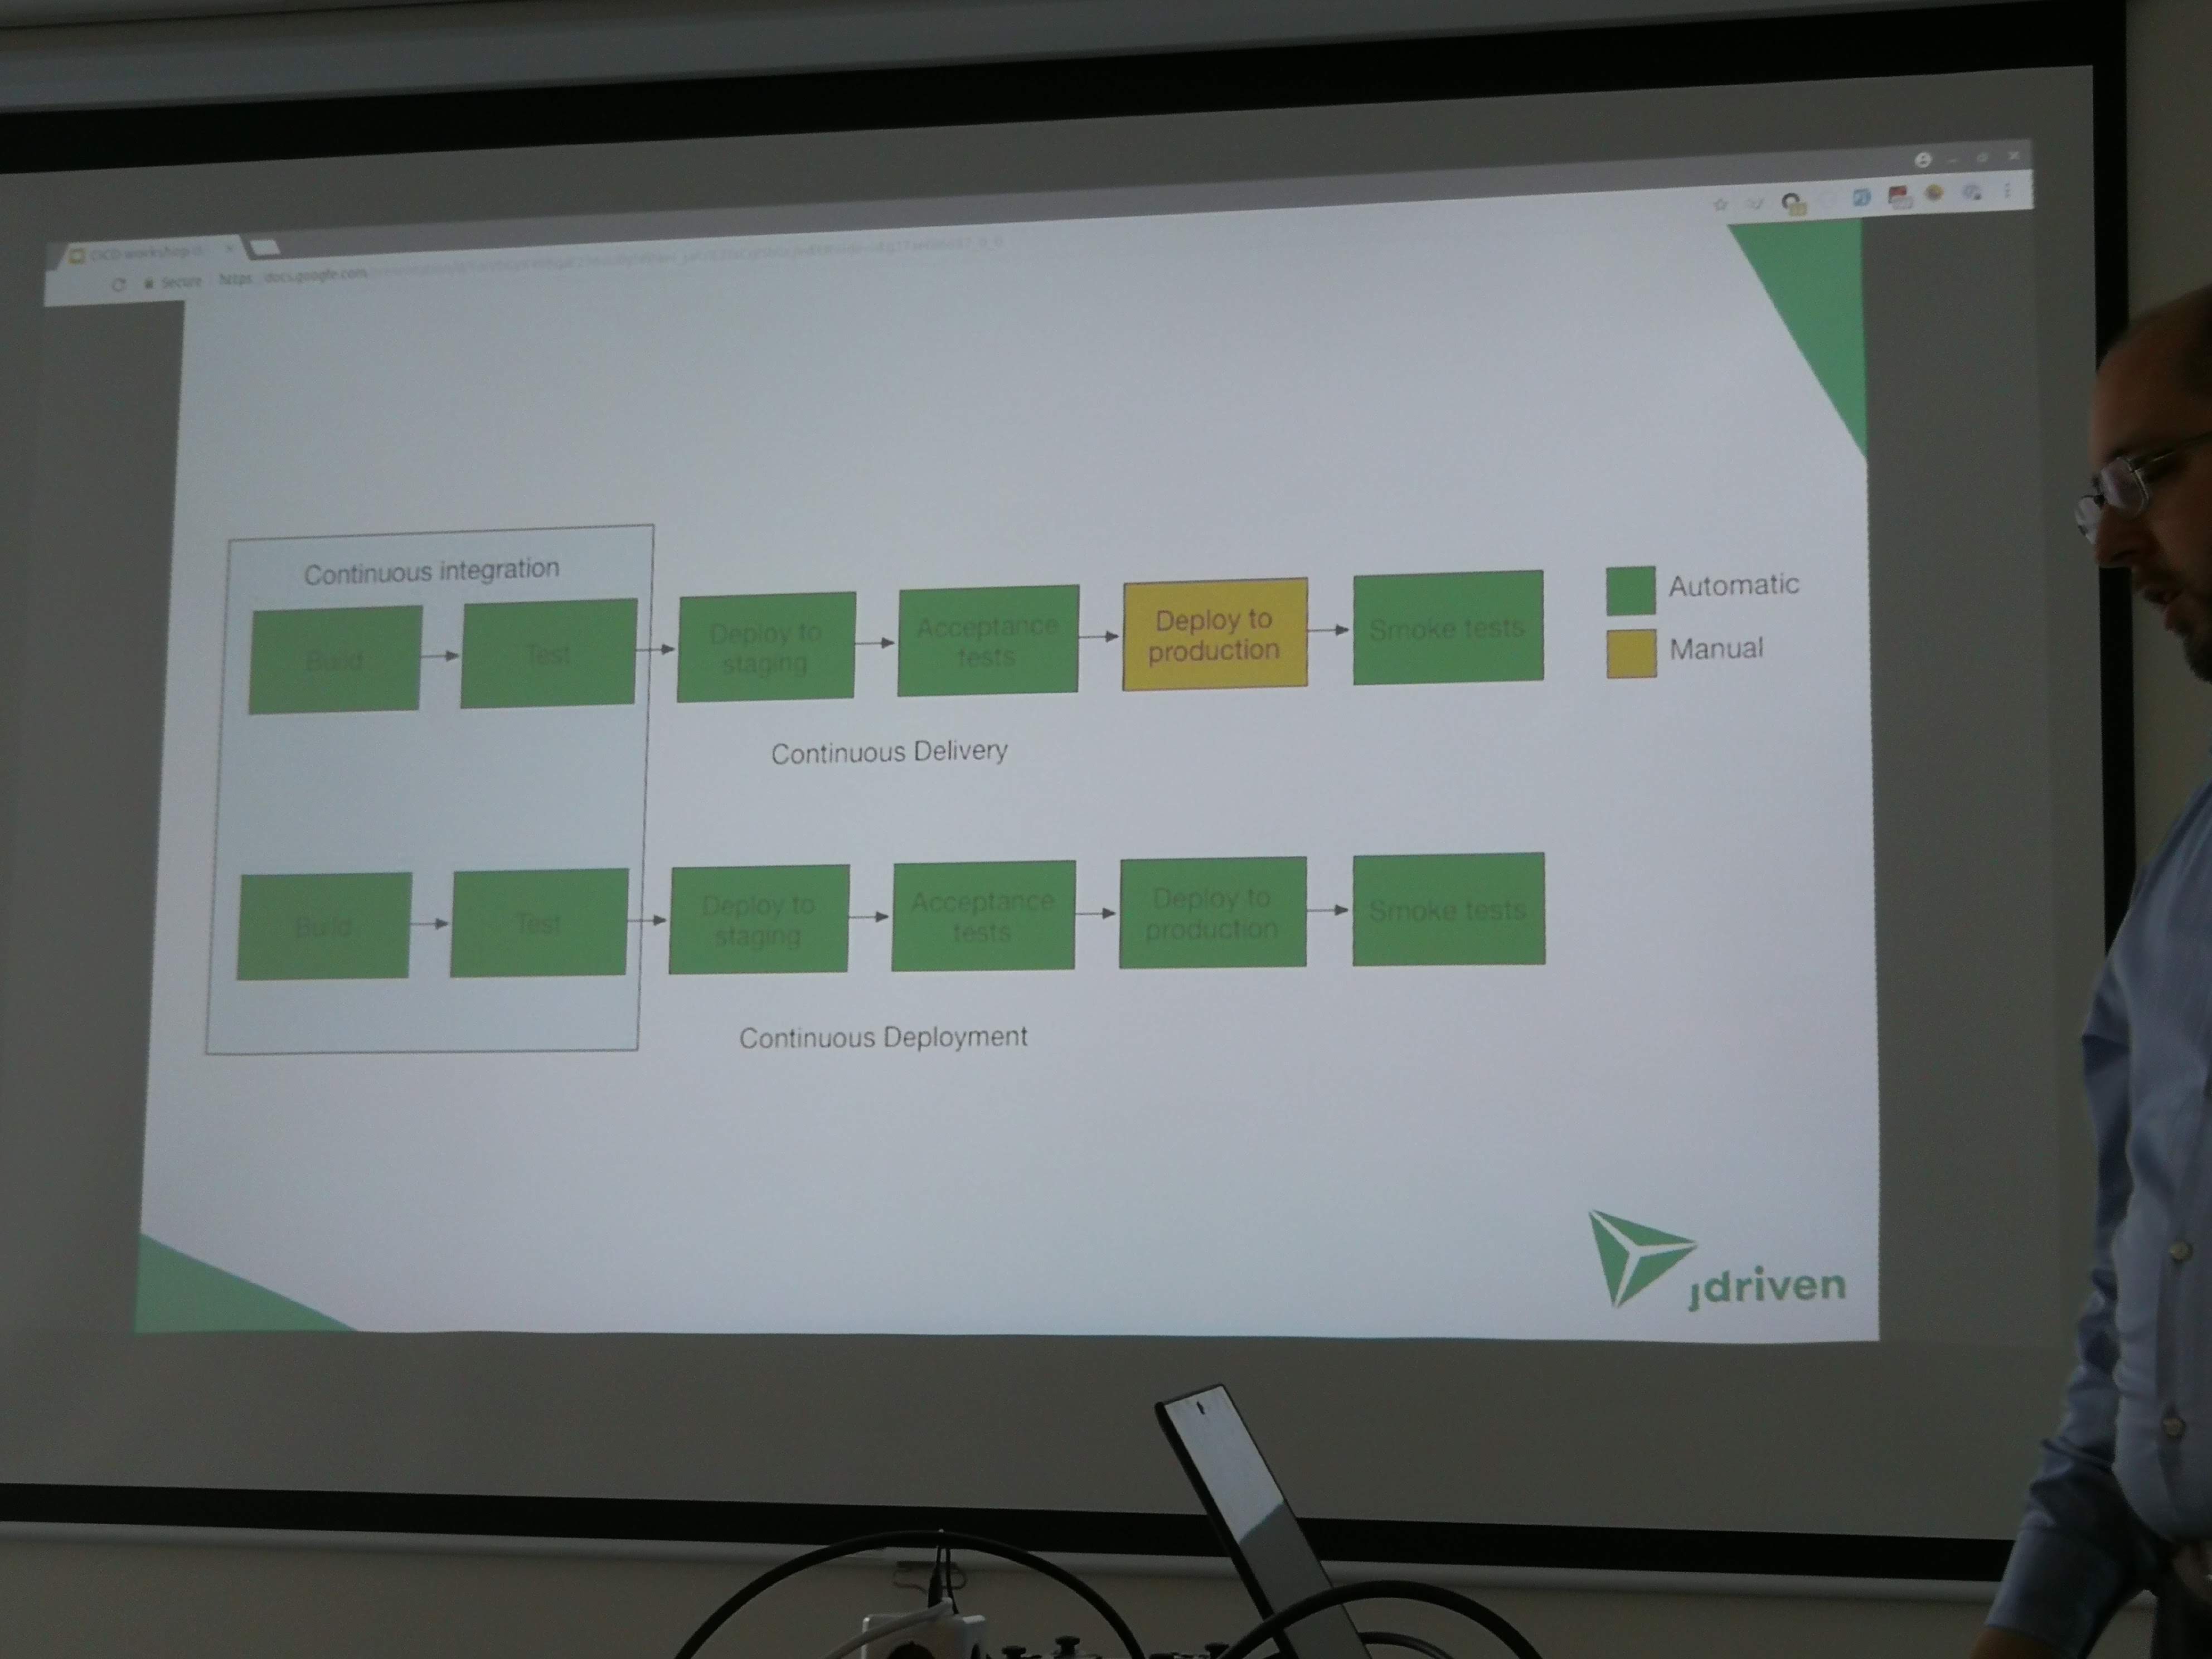 CICD workshop
Secure
https
docs.google.com
Continuous integration
Build
Test
Deploy to
staging
Acceptance
tests
Deploy to
production
Smoke tests
Automatic
Manual
Continuous Delivery
Build
Test
Deploy to
staging
Acceptance
tests
Deploy to
production
Smoke tests
Continuous Deployment
jdriven